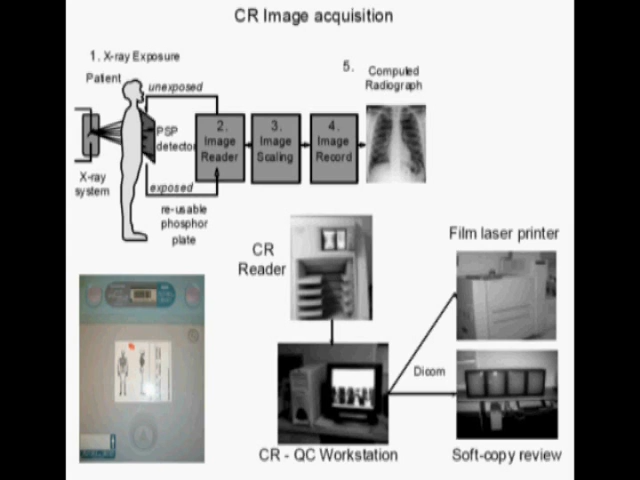 CR Image acquisition
1. X-ray Exposure
Patient
unexposed
5. Computed
Radiograph
PSP
detector
2.
Image
Reader
3.
Image
Scaling
4.
Image
Record
X-ray
system
exposed
re-usable
phosphor
plate
CR
Reader
Film laser printer
Dicom
CR - QC Workstation
Soft-copy review